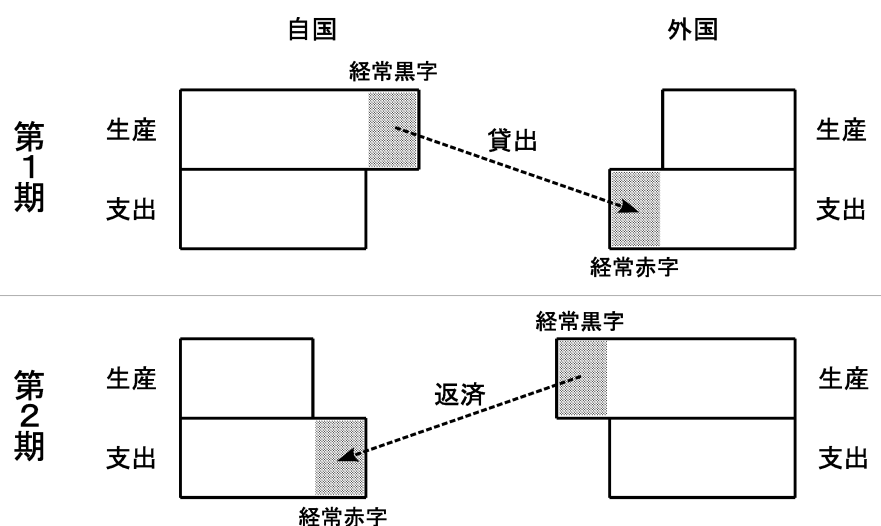 自国
外国
経常黒字
第1期
生産
貸出
生産
支出
支出
経常赤字
経常黒字
第2期
生産
返済
生産
支出
支出
経常赤字